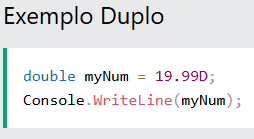 Exemplo Duplo
double myNum = 19.99D;
Console.WriteLine(myNum);